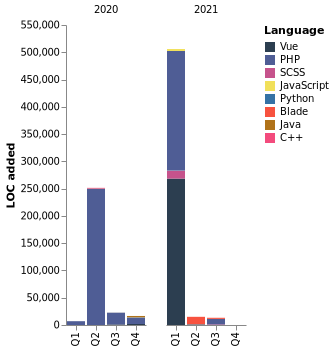 2020
2021
Language
Vue
PHP
SCSS
JavaScript
Python
Blade
Java
C++
LOC added
550,000
500,000
450,000
400,000
350,000
300,000
250,000
200,000
150,000
100,000
50,000
0
Q1
Q2
Q3
Q4
Q1
Q2
Q3
Q4